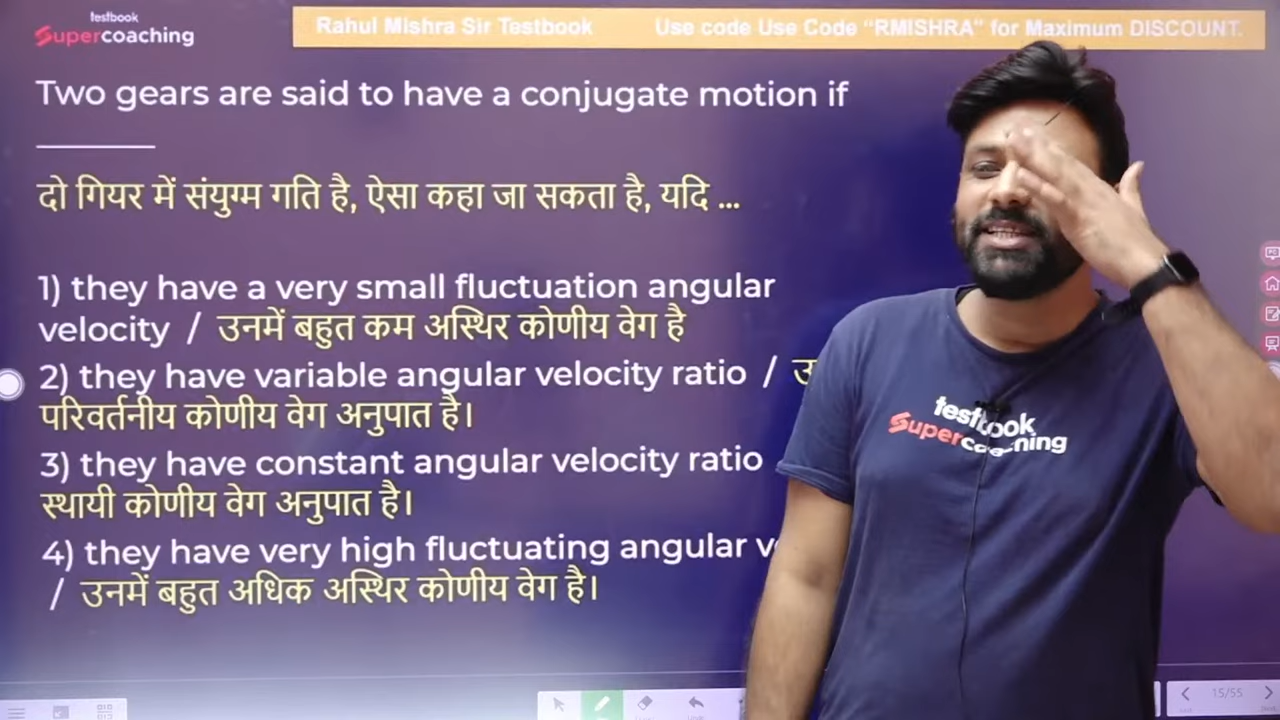 testbook
Supercoaching
Rahul Mishra Sir Testbook Use code Use Code “RMISHRA” for Maximum DISCOUNT.
Two gears are said to have a conjugate motion if
________
दो गियर में संयुग्म गति है, ऐसा कहा जा सकता है, यदि ...
1) they have a very small fluctuation angular
velocity / उनमें बहुत कम अस्थिर कोणीय वेग है
2) they have variable angular velocity ratio /
परिवर्तनीय कोणीय वेग अनुपात है।
3) they have constant angular velocity ratio
स्थायी कोणीय वेग अनुपात है।
4) they have very high fluctuating angular
/ उनमें बहुत अधिक अस्थिर कोणीय वेग है।
testbook
Supercoaching
15/55